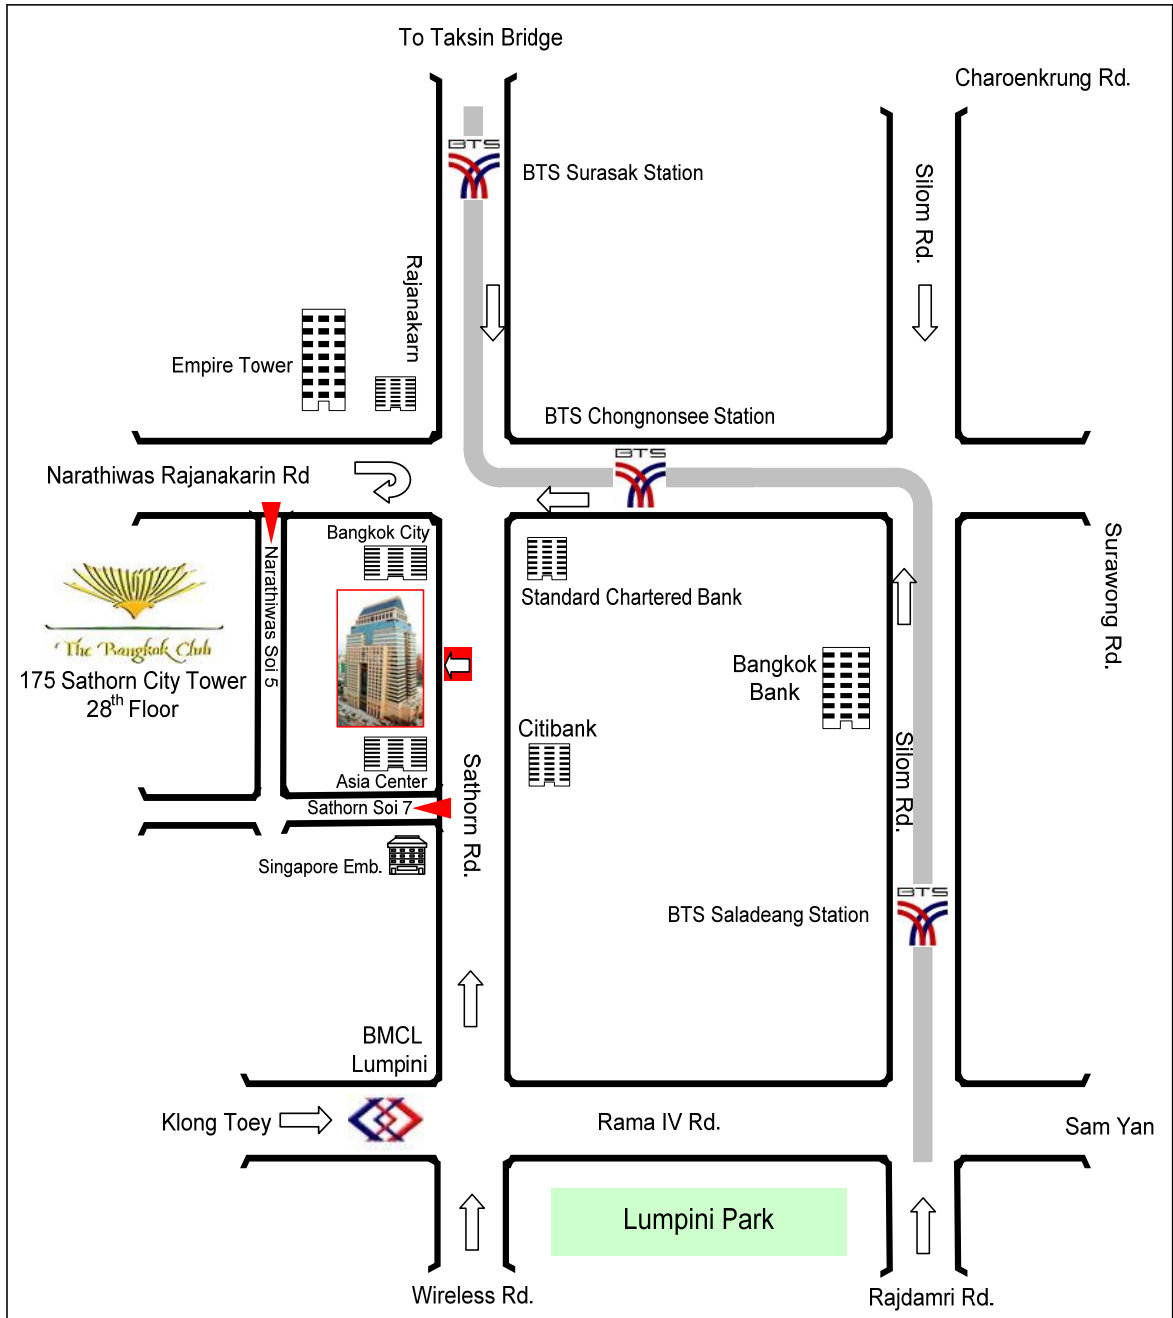 To Taksin Bridge
Charoenkrung Rd.
BTS
BTS Surasak Station
Silom Rd.
Rajanakarn
Empire Tower
BTS Chongnonsee Station
BTS
Narathiwas Rajanakarin Rd
Bangkok City
Narathiwas Soi 5
Standard Chartered Bank
Surawong Rd.
The Bangkok Club
175 Sathorn City Tower
28th Floor
Bangkok
Bank
Citibank
Silom Rd.
Asia Center
Sathorn Rd.
Sathorn Soi 7
Singapore Emb.
BTS
BTS Saladeang Station
BMCL
Lumpini
Klong Toey
Rama IV Rd.
Sam Yan
Lumpini Park
Wireless Rd.
Rajdamri Rd.